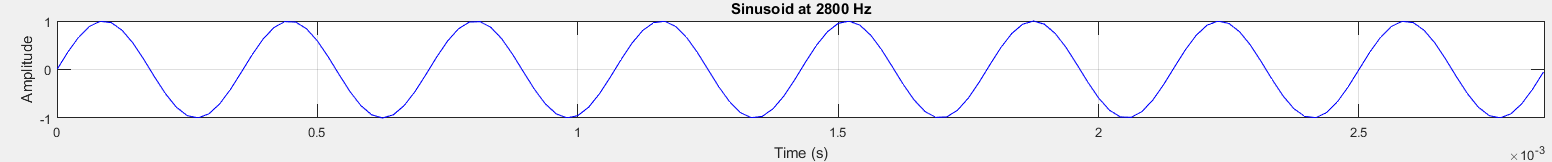 Sinusoid at 2800 Hz
Amplitude
1
0
-1
0 0.5 1 1.5 2 2.5
Time (s)
×10-3